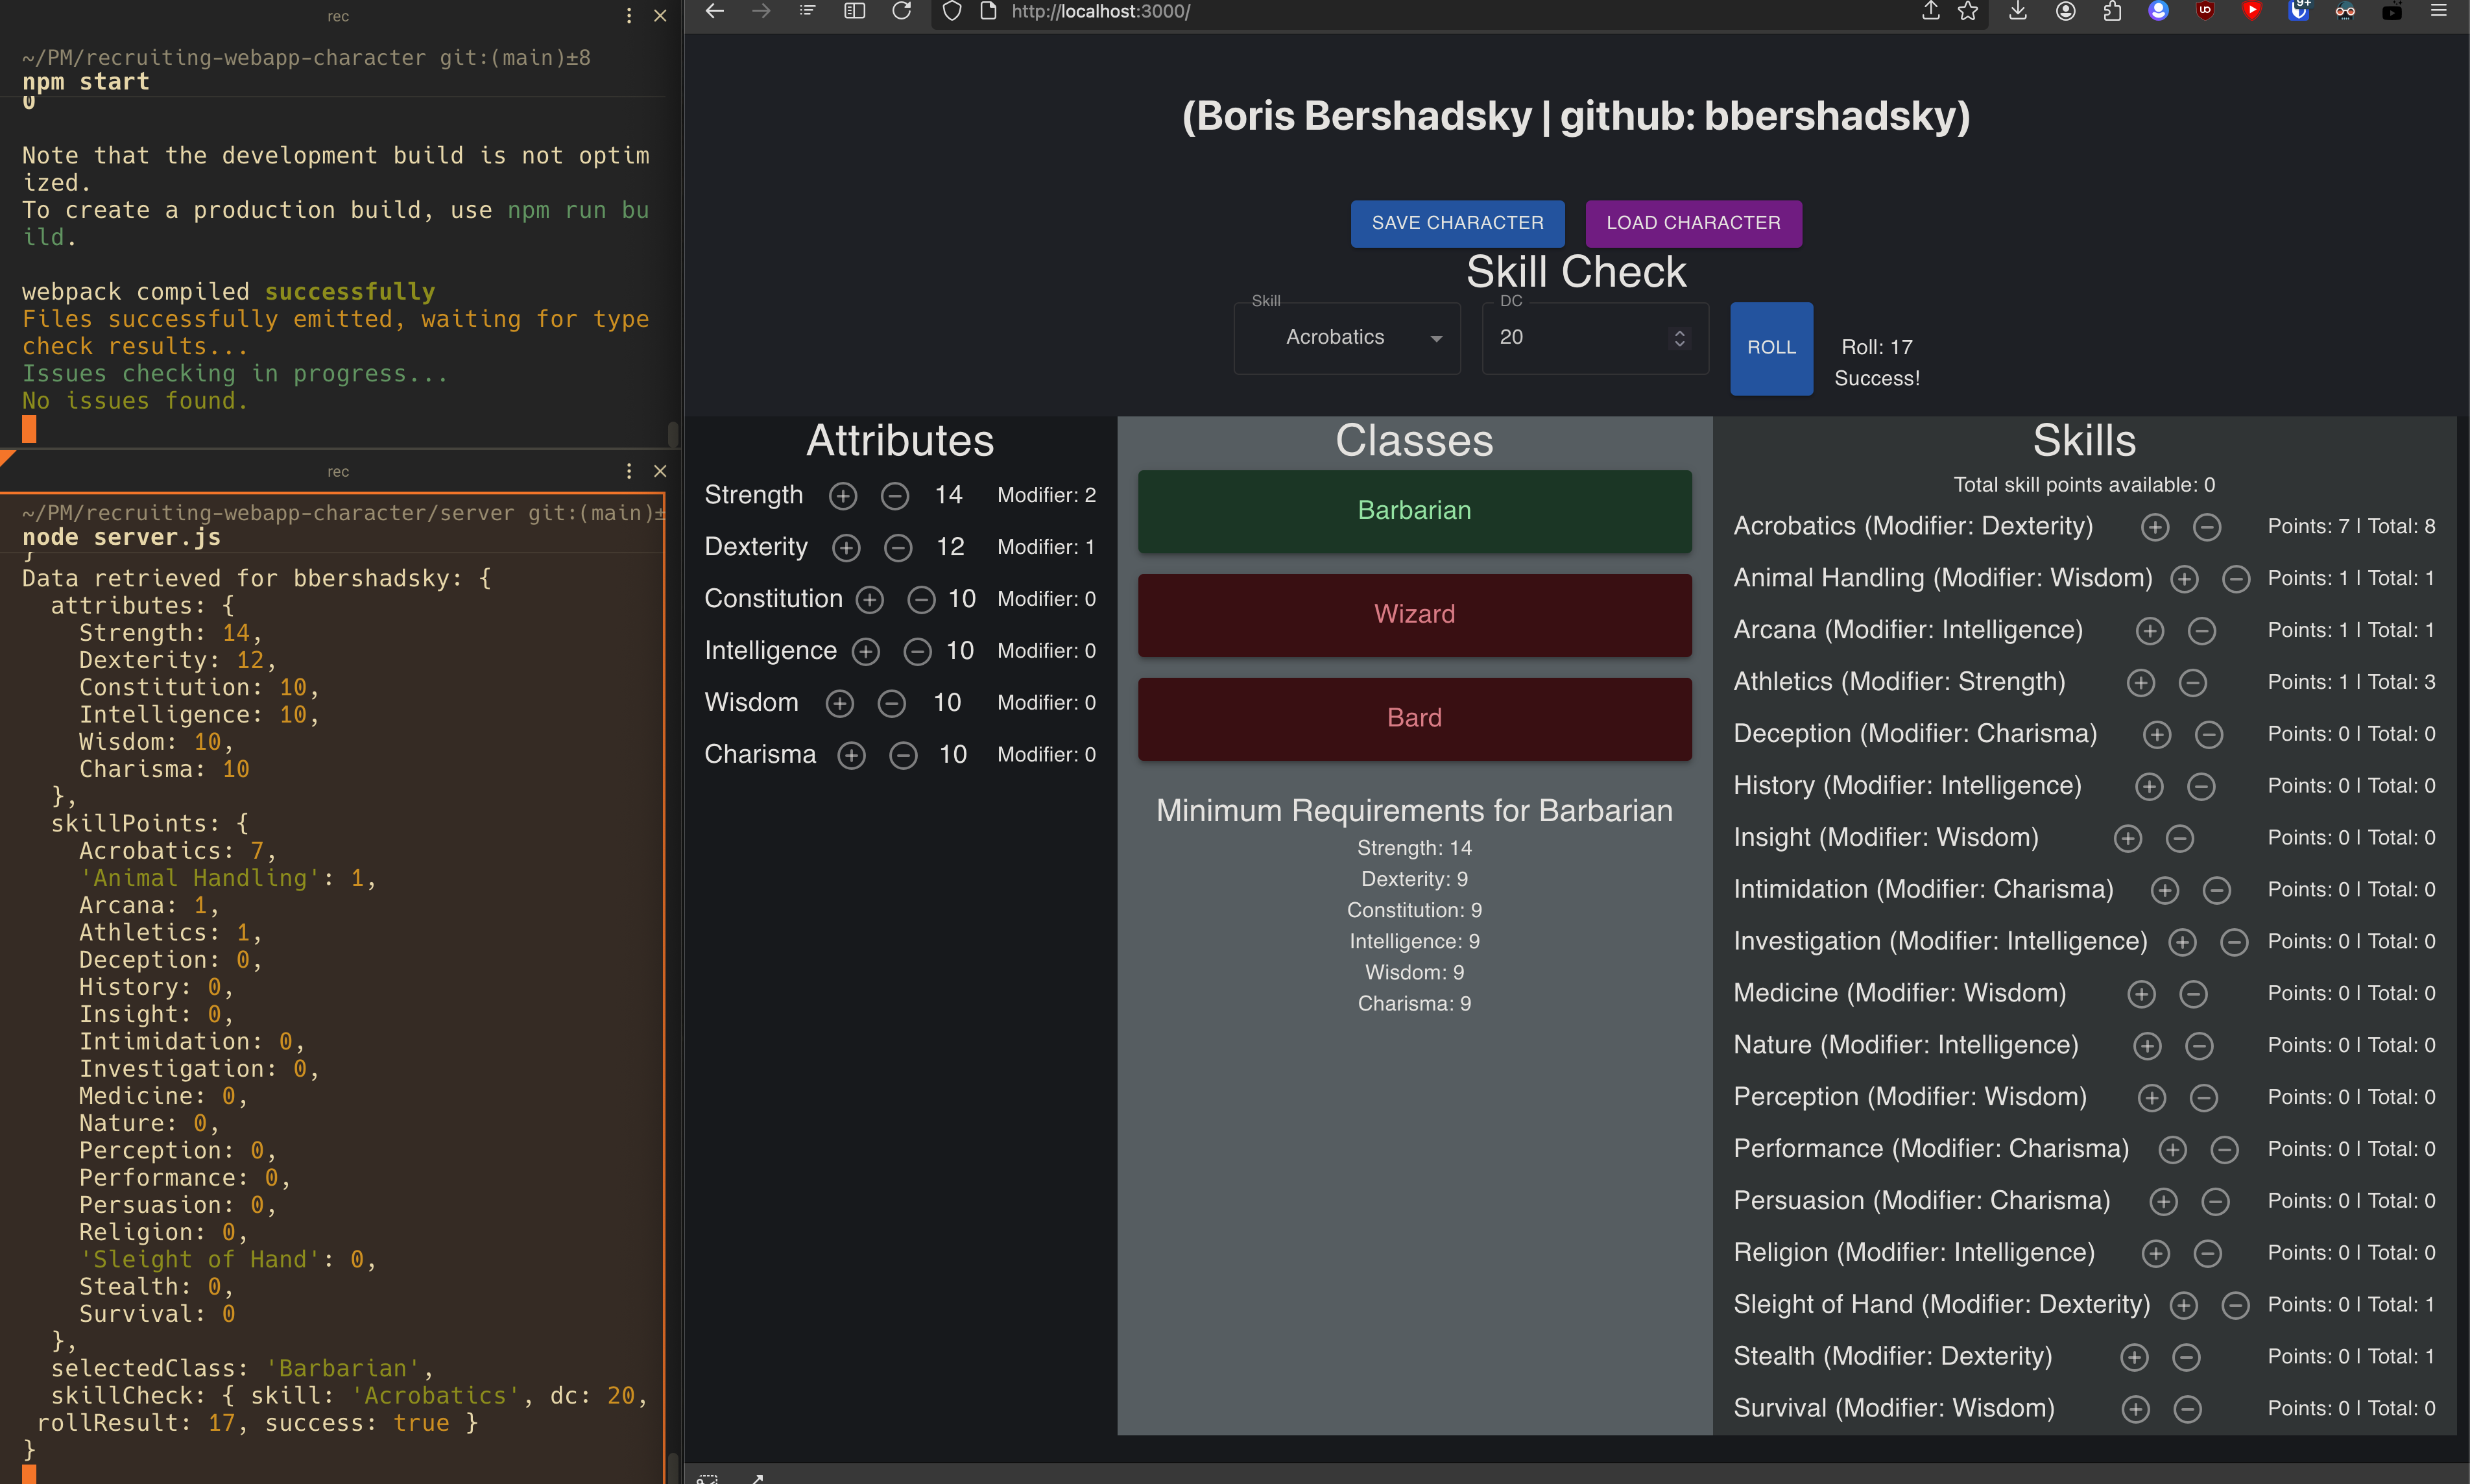 rec
~/PM/recruiting-webapp-character git:(main)±8
npm start
0
Note that the development build is not optim
ized.
To create a production build, use npm run bu
ild.
webpack compiled successfully
Files successfully emitted, waiting for type
check results...
Issues checking in progress...
No issues found.
rec
~/PM/recruiting-webapp-character/server git:(main)±
node server.js
}
Data retrieved for bbershadsky: {
attributes: {
Strength: 14,
Dexterity: 12,
Constitution: 10,
Intelligence: 10,
Wisdom: 10,
Charisma: 10
},
skillPoints: {
Acrobatics: 7,
'Animal Handling': 1,
Arcana: 1,
Athletics: 1,
Deception: 0,
History: 0,
Insight: 0,
Intimidation: 0,
Investigation: 0,
Medicine: 0,
Nature: 0,
Perception: 0,
Performance: 0,
Persuasion: 0,
Religion: 0,
'Sleight of Hand': 0,
Stealth: 0,
Survival: 0
},
selectedClass: 'Barbarian',
skillCheck: { skill: 'Acrobatics', dc: 20,
rollResult: 17, success: true }
}
http://localhost:3000/
9+
(Boris Bershadsky | github: bbershadsky)
SAVE CHARACTER LOAD CHARACTER
Skill Check
Skill DC
Acrobatics 20 ROLL Roll: 17
Success!
Attributes
Strength 14 Modifier: 2
Dexterity 12 Modifier: 1
Constitution 10 Modifier: 0
Intelligence 10 Modifier: 0
Wisdom 10 Modifier: 0
Charisma 10 Modifier: 0
Classes
Barbarian
Wizard
Bard
Minimum Requirements for Barbarian
Strength: 14
Dexterity: 9
Constitution: 9
Intelligence: 9
Wisdom: 9
Charisma: 9
Skills
Total skill points available: 0
Acrobatics (Modifier: Dexterity) Points: 7 | Total: 8
Animal Handling (Modifier: Wisdom) Points: 1 | Total: 1
Arcana (Modifier: Intelligence) Points: 1 | Total: 1
Athletics (Modifier: Strength) Points: 1 | Total: 3
Deception (Modifier: Charisma) Points: 0 | Total: 0
History (Modifier: Intelligence) Points: 0 | Total: 0
Insight (Modifier: Wisdom) Points: 0 | Total: 0
Intimidation (Modifier: Charisma) Points: 0 | Total: 0
Investigation (Modifier: Intelligence) Points: 0 | Total: 0
Medicine (Modifier: Wisdom) Points: 0 | Total: 0
Nature (Modifier: Intelligence) Points: 0 | Total: 0
Perception (Modifier: Wisdom) Points: 0 | Total: 0
Performance (Modifier: Charisma) Points: 0 | Total: 0
Persuasion (Modifier: Charisma) Points: 0 | Total: 0
Religion (Modifier: Intelligence) Points: 0 | Total: 0
Sleight of Hand (Modifier: Dexterity) Points: 0 | Total: 1
Stealth (Modifier: Dexterity) Points: 0 | Total: 1
Survival (Modifier: Wisdom) Points: 0 | Total: 0